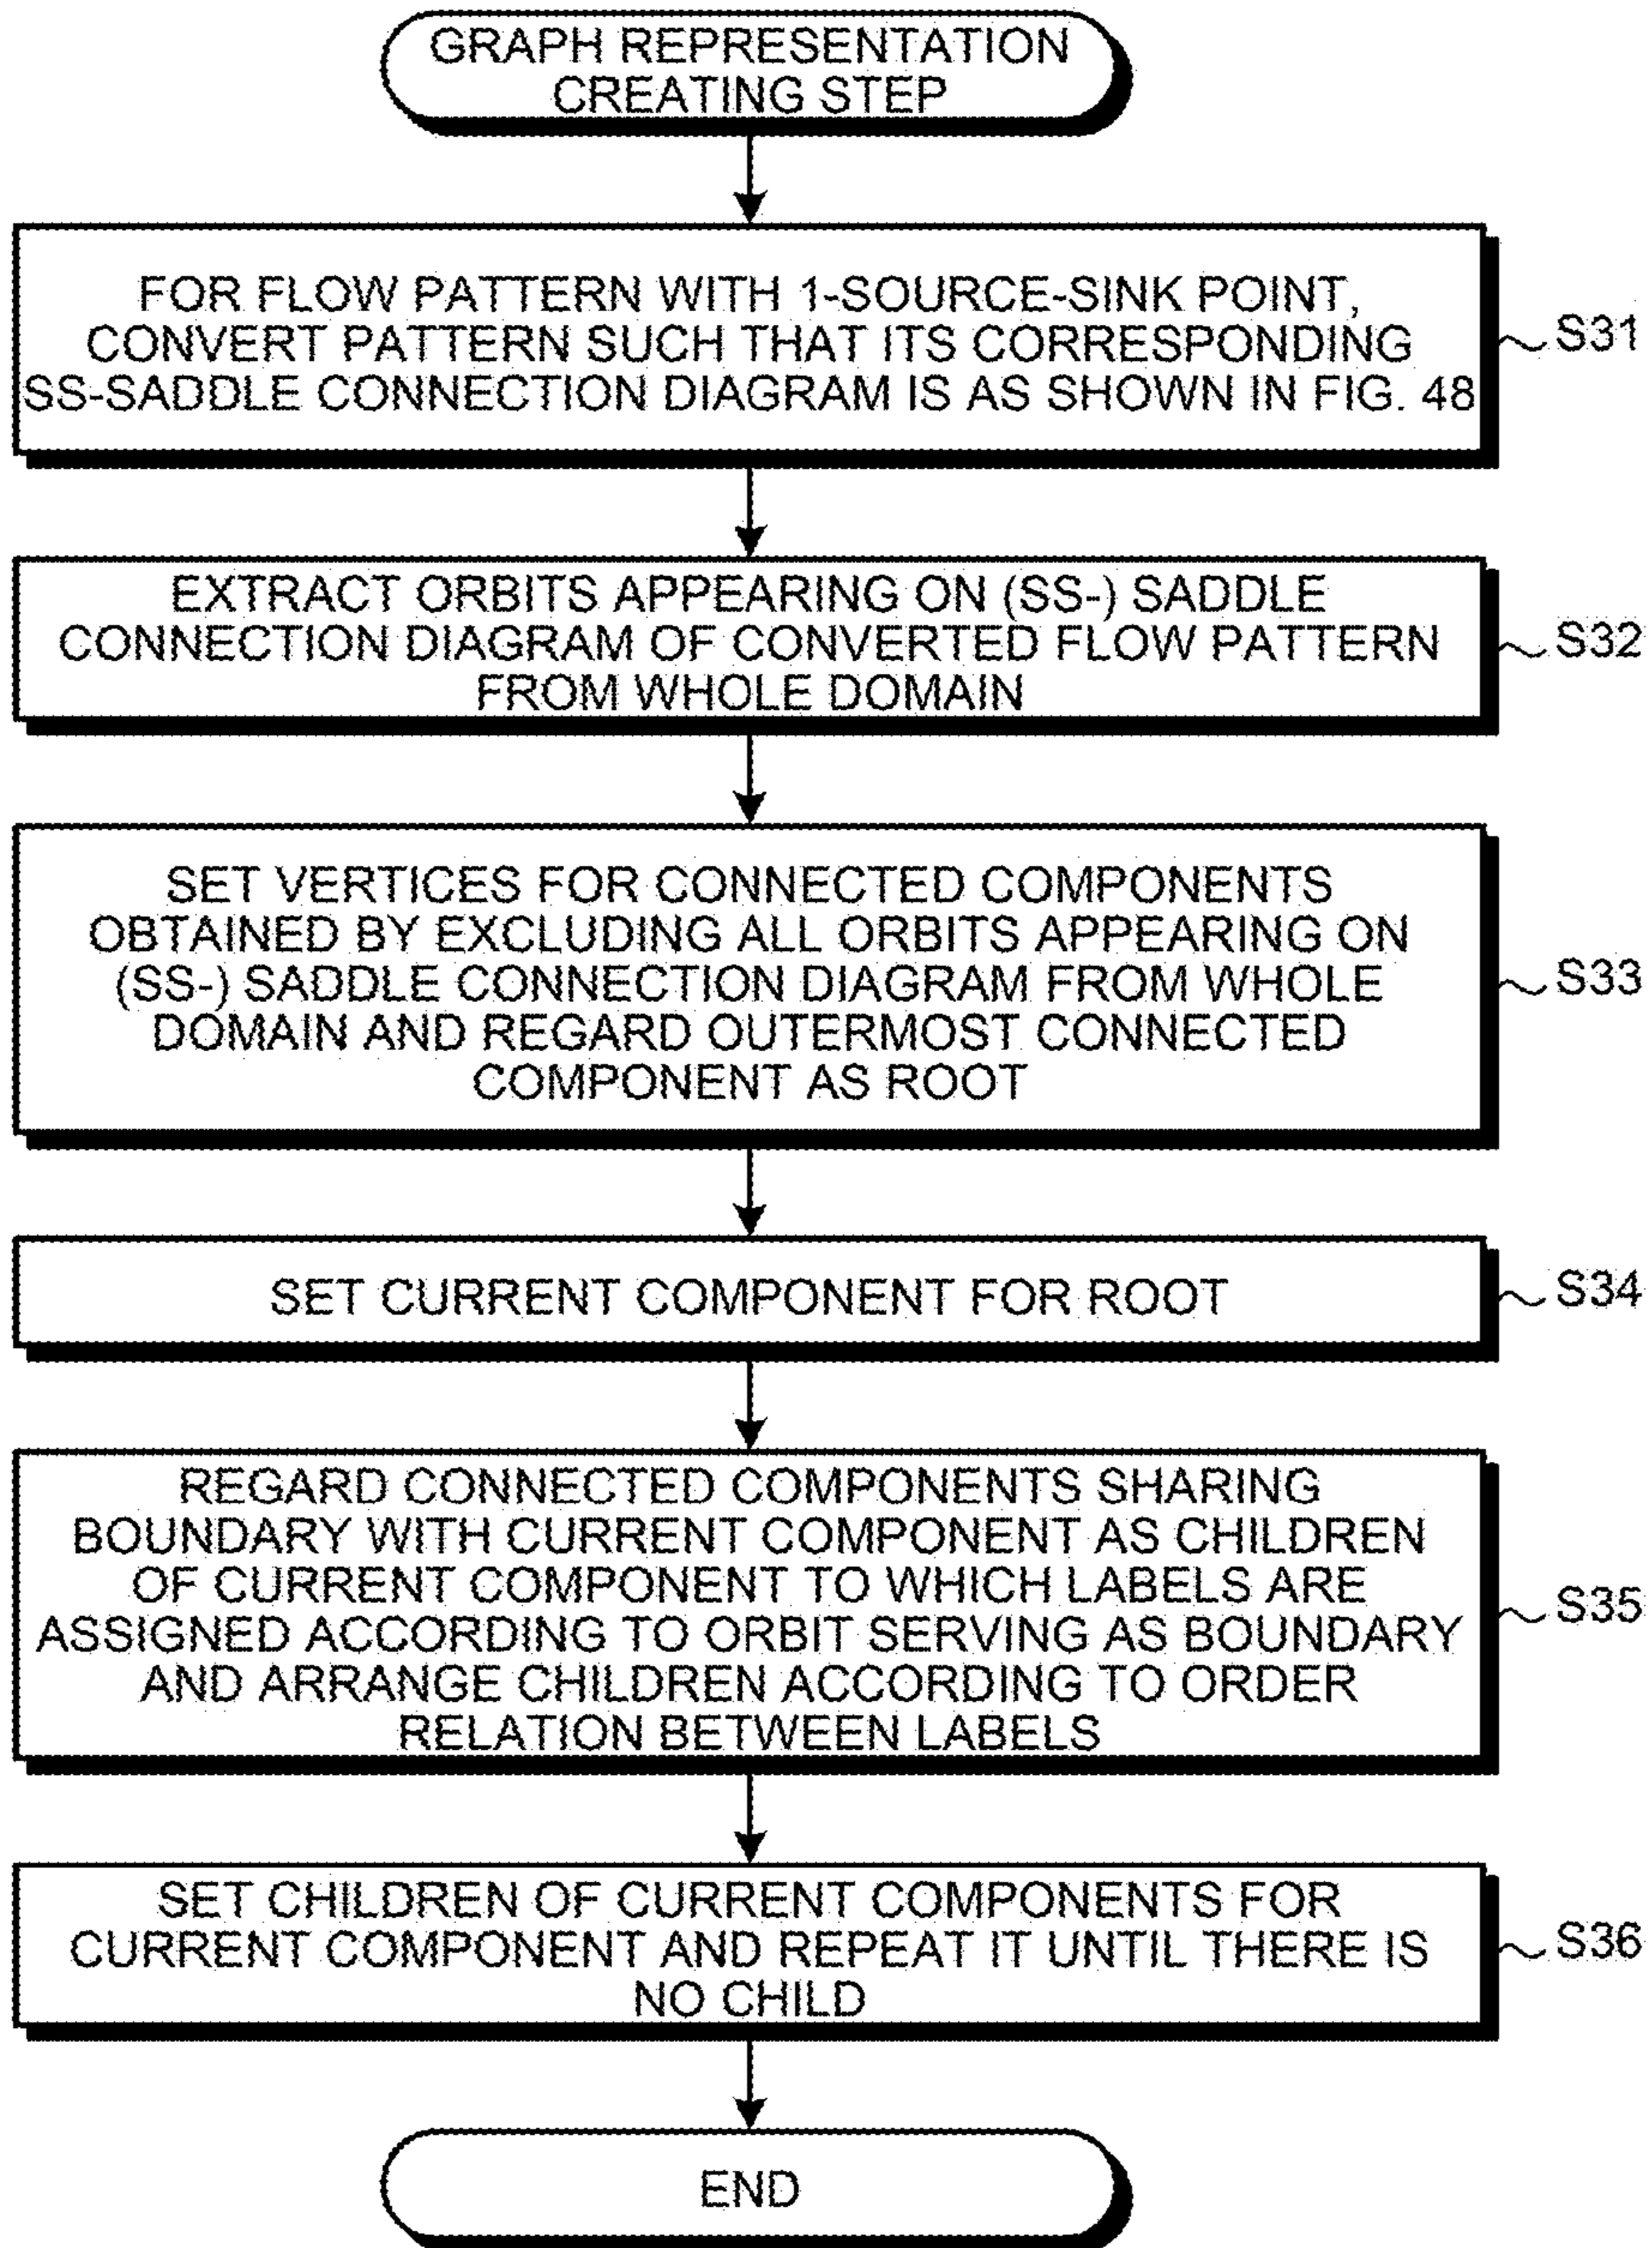 GRAPH REPRESENTATION
CREATING STEP
FOR FLOW PATTERN WITH 1-SOURCE-SINK POINT,
CONVERT PATTERN SUCH THAT ITS CORRESPONDING
SS-SADDLE CONNECTION DIAGRAM IS AS SHOWN IN FIG. 48
S31
EXTRACT ORBITS APPEARING ON (SS-) SADDLE
CONNECTION DIAGRAM OF CONVERTED FLOW PATTERN
FROM WHOLE DOMAIN
S32
SET VERTICES FOR CONNECTED COMPONENTS
OBTAINED BY EXCLUDING ALL ORBITS APPEARING ON
(SS-) SADDLE CONNECTION DIAGRAM FROM WHOLE
DOMAIN AND REGARD OUTERMOST CONNECTED
COMPONENT AS ROOT
S33
SET CURRENT COMPONENT FOR ROOT
S34
REGARD CONNECTED COMPONENTS SHARING
BOUNDARY WITH CURRENT COMPONENT AS CHILDREN
OF CURRENT COMPONENT TO WHICH LABELS ARE
ASSIGNED ACCORDING TO ORBIT SERVING AS BOUNDARY
AND ARRANGE CHILDREN ACCORDING TO ORDER
RELATION BETWEEN LABELS
S35
SET CHILDREN OF CURRENT COMPONENTS FOR
CURRENT COMPONENT AND REPEAT IT UNTIL THERE IS
NO CHILD
S36
END